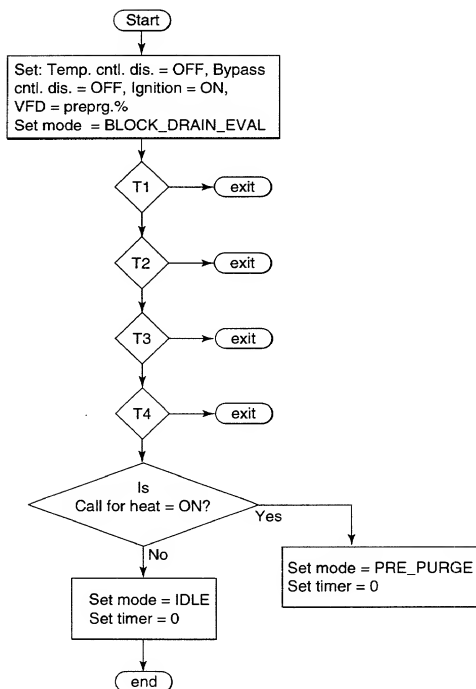 Start
Set: Temp. cntl. dis. = OFF, Bypass
cntl. dis. = OFF, Ignition = ON,
VFD = preprg.%
Set mode = BLOCK_DRAIN_EVAL
T1
exit
T2
exit
T3
exit
T4
exit
Is
Call for heat = ON?
Yes
No
Set mode = PRE_PURGE
Set timer = 0
Set mode = IDLE
Set timer = 0
end